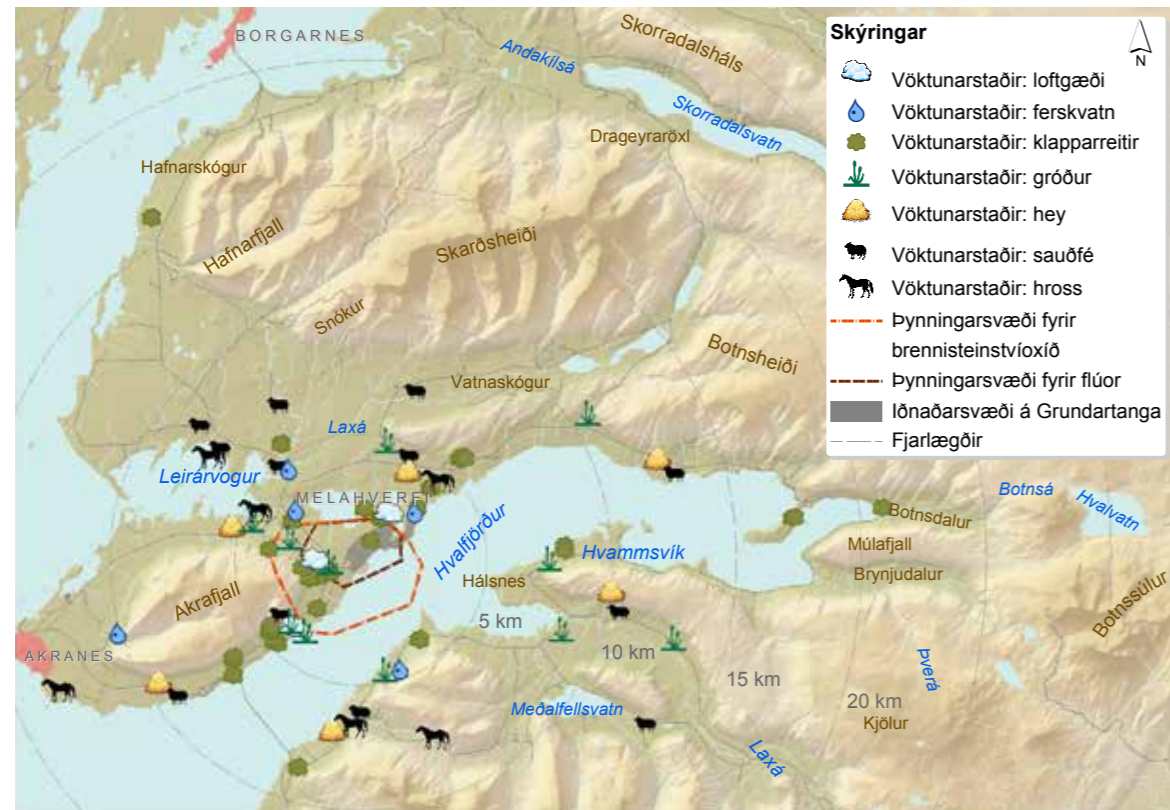 BORGARNES
Andakílsá
Skorradalsháls
Skorradalsvatn
Drageyraröxl
Hafnarskógur
Hafnarfjall
Skarðsheiði
Snókur
Botnsheiði
Vatnaskógur
Laxá
Leirárvogur
MELAHVERFI
Hvalfjörður
Hvammsvík
Botnsdalur
Botnsá
Hvalvatn
Múlafjall
Brynjudalur
Hálsnes
Akrafjall
Botnssúlur
AKRANES
5 km
10 km
15 km
20 km
Þverá
Kjölur
Meðalfellsvatn
Laxá
Skýringar
N
Vöktunarstaðir: loftgæði
Vöktunarstaðir: ferskvatn
Vöktunarstaðir: klapparreitir
Vöktunarstaðir: gróður
Vöktunarstaðir: hey
Vöktunarstaðir: sauðfé
Vöktunarstaðir: hross
Þynningarsvæði fyrir
brennisteinstvíoxíð
Þynningarsvæði fyrir flúor
Iðnaðarsvæði á Grundartanga
Fjarlægðir